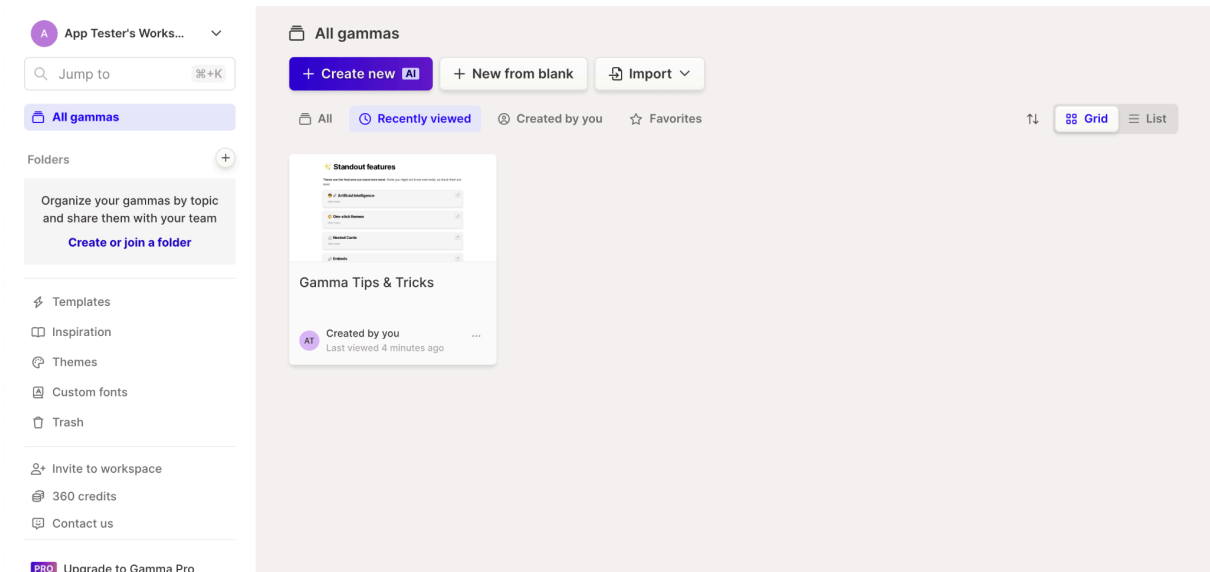 A App Tester's Works...
Jump to ⌘+K
All gammas
Folders
Organize your gammas by topic
and share them with your team
Create or join a folder
Templates
Inspiration
Themes
Custom fonts
Trash
Invite to workspace
360 credits
Contact us
PRO Upgrade to Gamma Pro
All gammas
+ Create new AI
+ New from blank
Import
All
Recently viewed
Created by you
Favorites
Grid
List
Standout features
Artificial Intelligence
One-click themes
Nested Cards
Embeds
Gamma Tips & Tricks
AT
Created by you
...
Last viewed 4 minutes ago